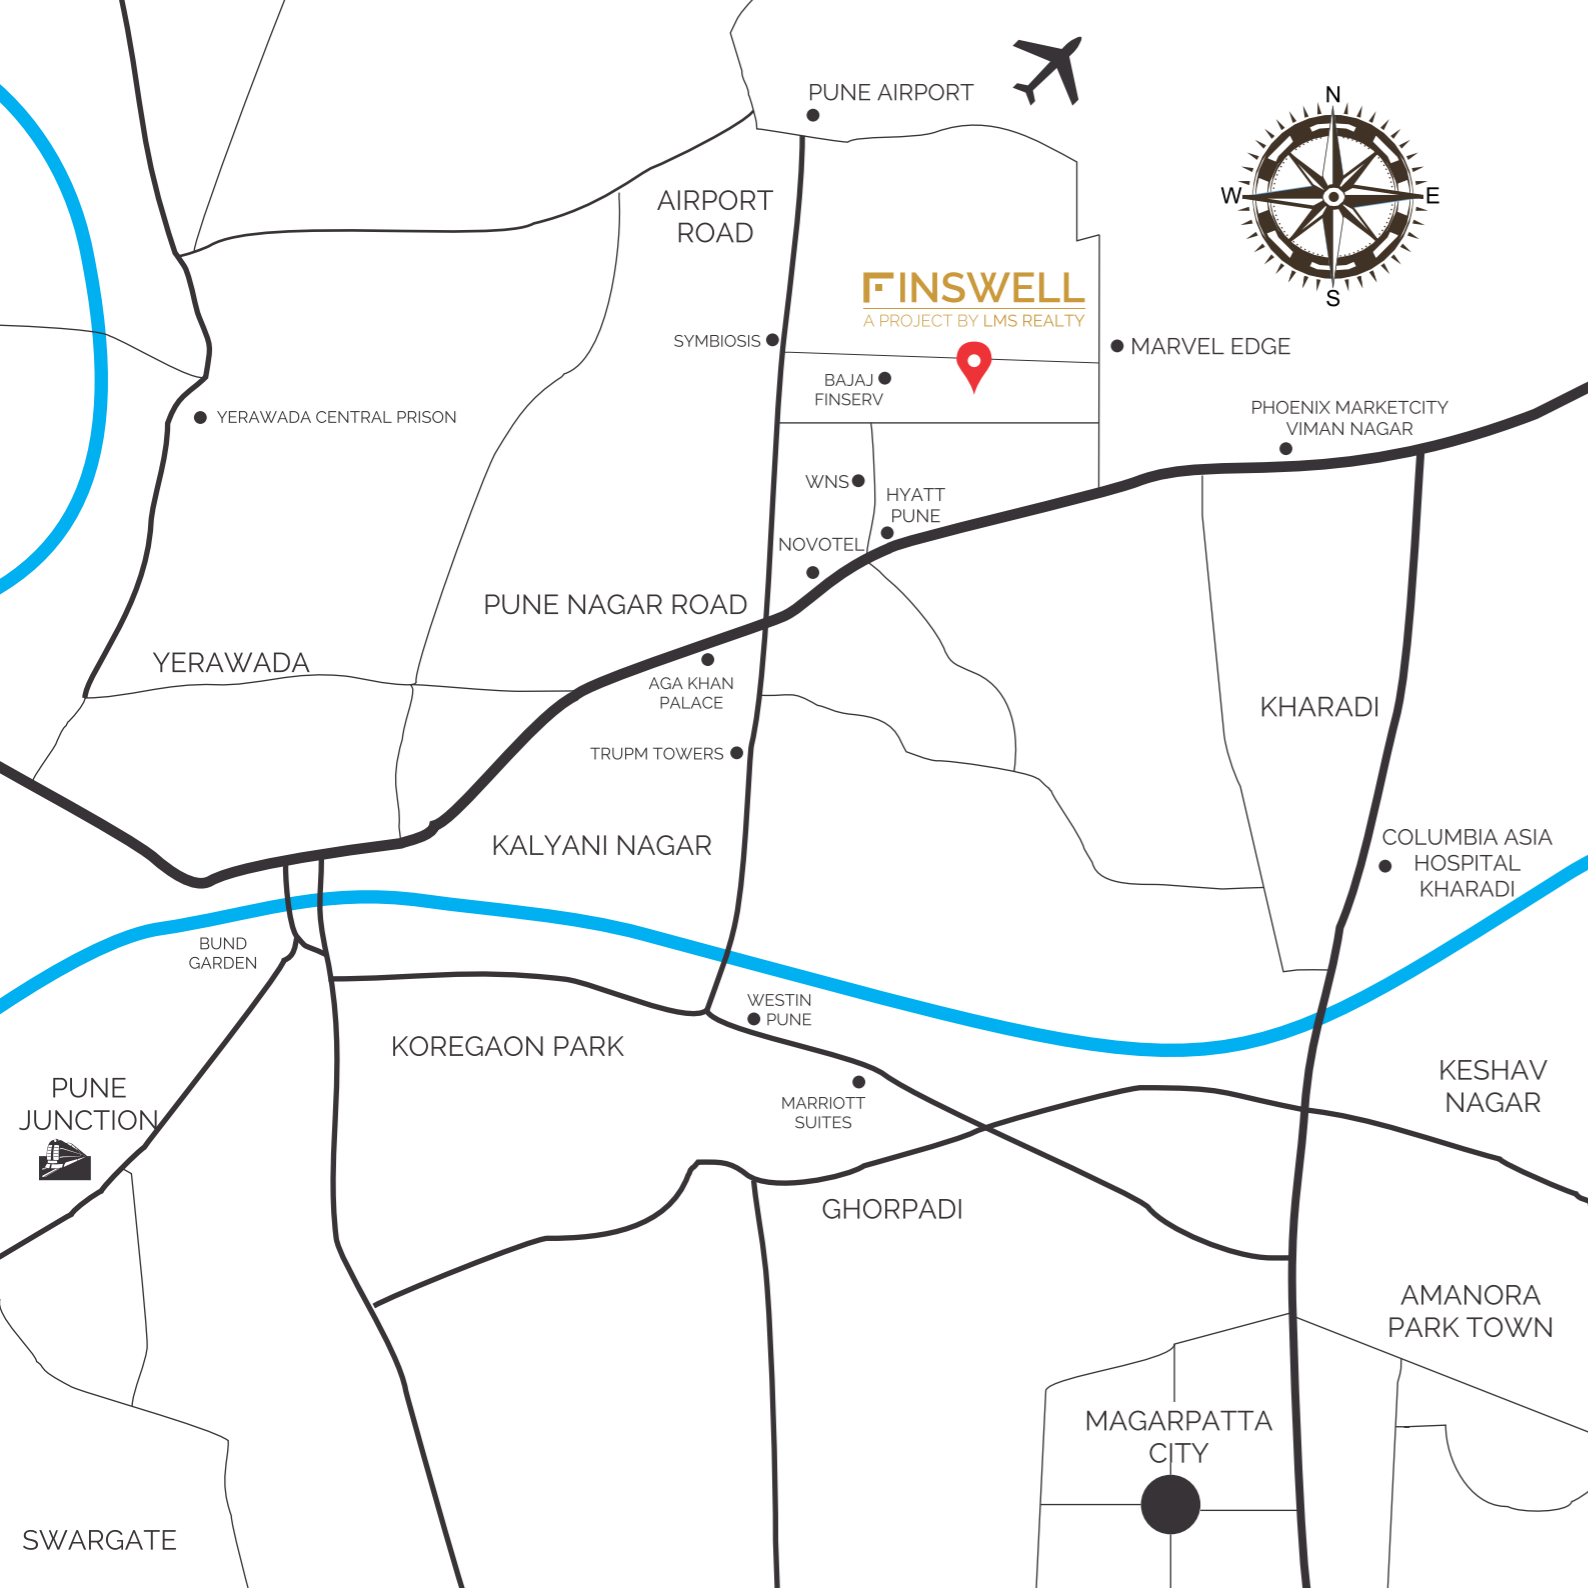 PUNE AIRPORT
N
W
E
S
AIRPORT
ROAD
FINSWELL
A PROJECT BY LMS REALTY
SYMBIOSIS
MARVEL EDGE
BAJAJ
FINSERV
YERAWADA CENTRAL PRISON
PHOENIX MARKETCITY
VIMAN NAGAR
WNS
HYATT
PUNE
NOVOTEL
PUNE NAGAR ROAD
YERAWADA
AGA KHAN
PALACE
KHARADI
TRUPM TOWERS
KALYANI NAGAR
COLUMBIA ASIA
HOSPITAL
KHARADI
BUND
GARDEN
WESTIN
PUNE
KOREGAON PARK
PUNE
JUNCTION
MARRIOTT
SUITES
KESHAV
NAGAR
GHORPADI
AMANORA
PARK TOWN
MAGARPATTA
CITY
SWARGATE